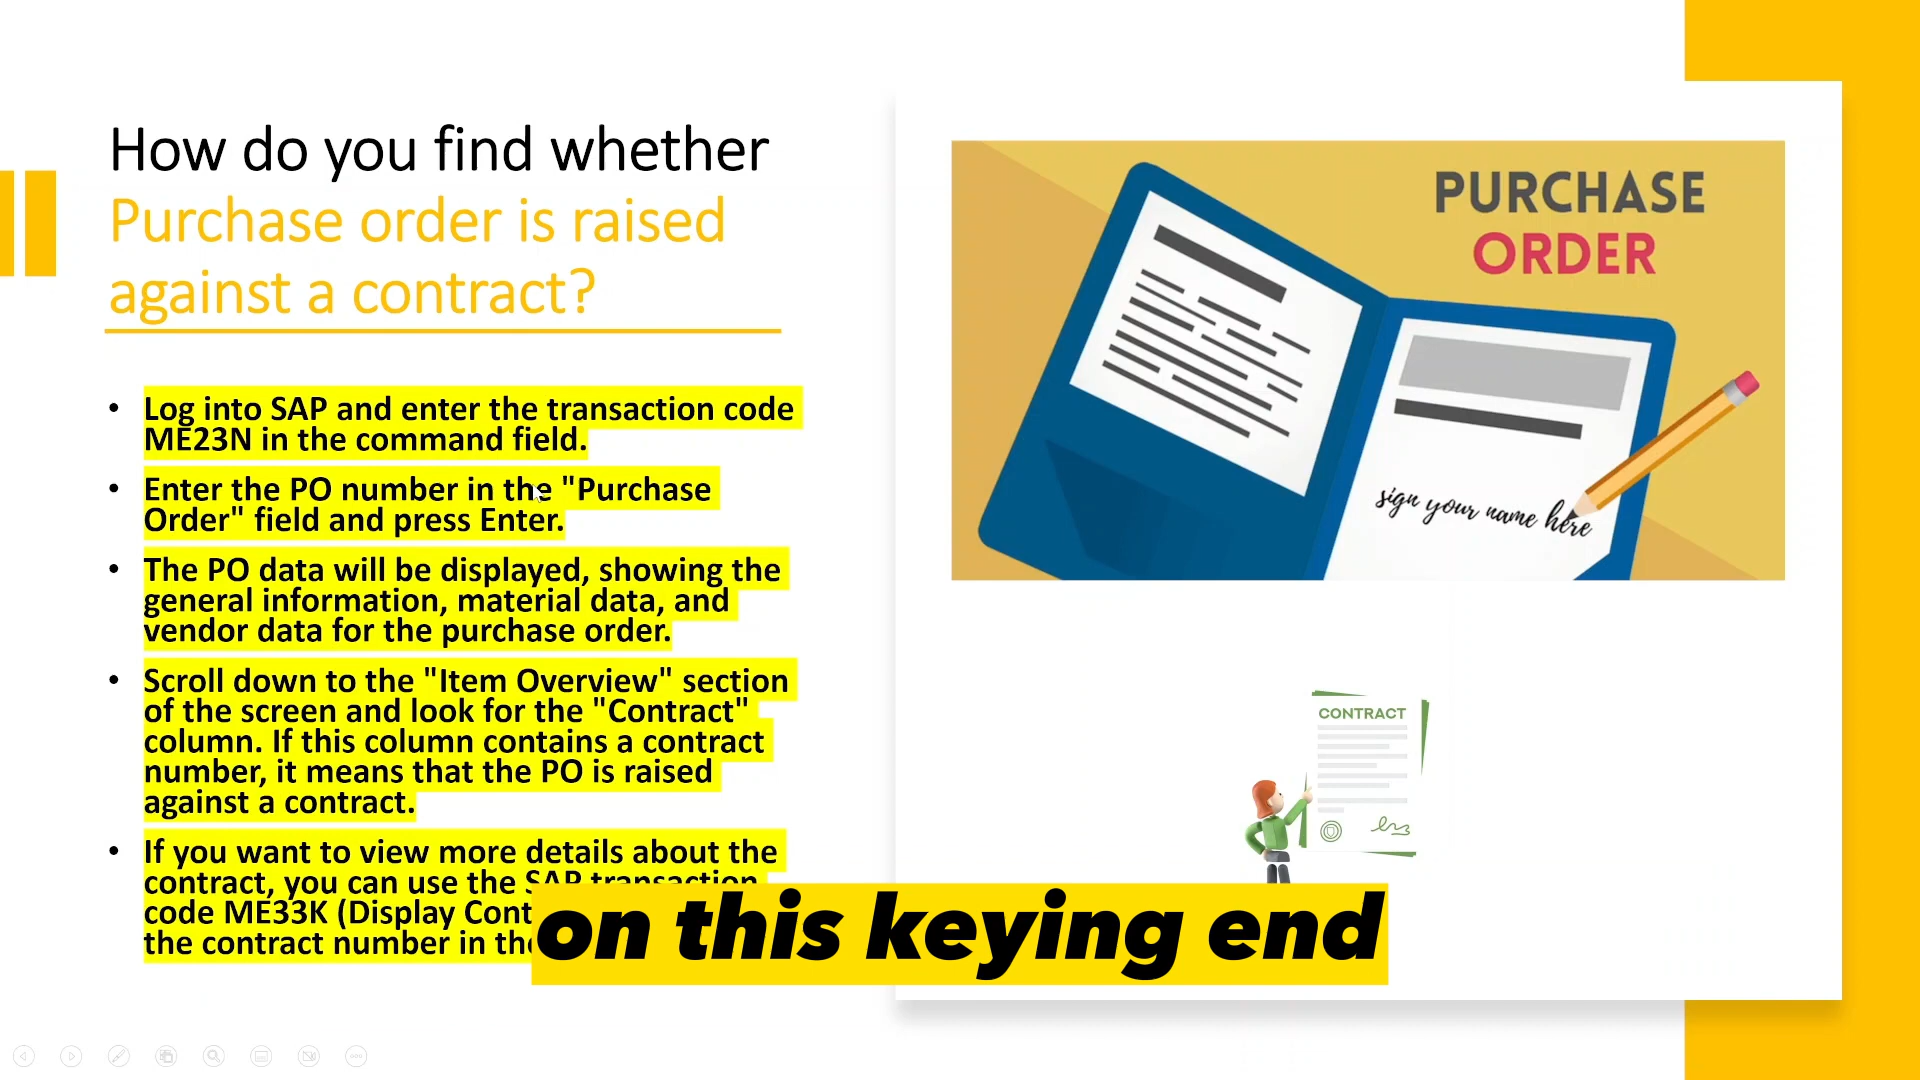 How do you find whether
Purchase order is raised
against a contract?
• Log into SAP and enter the transaction code
ME23N in the command field.
• Enter the PO number in the "Purchase
Order" field and press Enter.
• The PO data will be displayed, showing the
general information, material data, and
vendor data for the purchase order.
• Scroll down to the "Item Overview" section
of the screen and look for the "Contract"
column. If this column contains a contract
number, it means that the PO is raised
against a contract.
• If you want to view more details about the
contract, you can use the SAP transaction
code ME33K (Display Cont
the contract number in the
PURCHASE
ORDER
sign your name here
CONTRACT
on this keying end